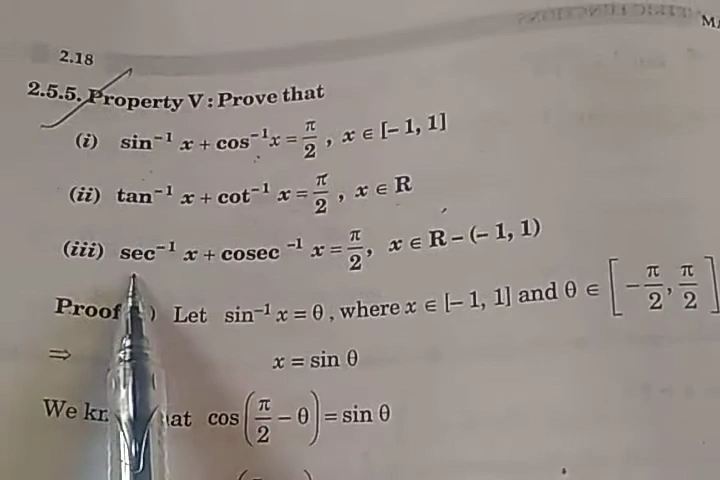 2.18
2.5.5. Property V : Prove that
(i) sin⁻¹ x + cos⁻¹ x = π/2 , x ∈ [– 1, 1]
(ii) tan⁻¹ x + cot⁻¹ x = π/2 , x ∈ R
(iii) sec⁻¹ x + cosec ⁻¹ x = π/2, x ∈ R – (– 1, 1)
Proof ) Let sin⁻¹ x = θ , where x ∈ [– 1, 1] and θ ∈ [– π/2, π/2]
⇒ x = sin θ
We at cos(π/2 – θ) = sin θ